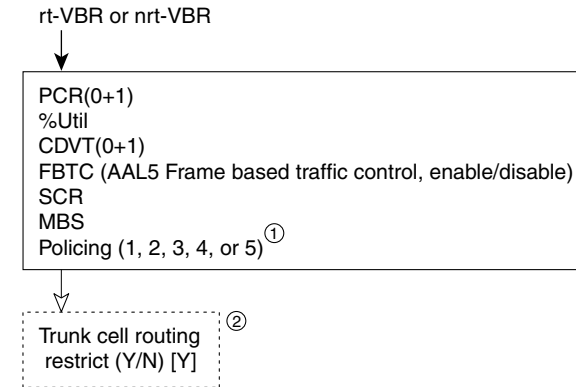 rt-VBR or nrt-VBR
PCR(0+1)
%Util
CDVT(0+1)
FBTC (AAL5 Frame based traffic control, enable/disable)
SCR
MBS
Policing (1, 2, 3, 4, or 5) ①
Trunk cell routing ②
restrict (Y/N) [Y]